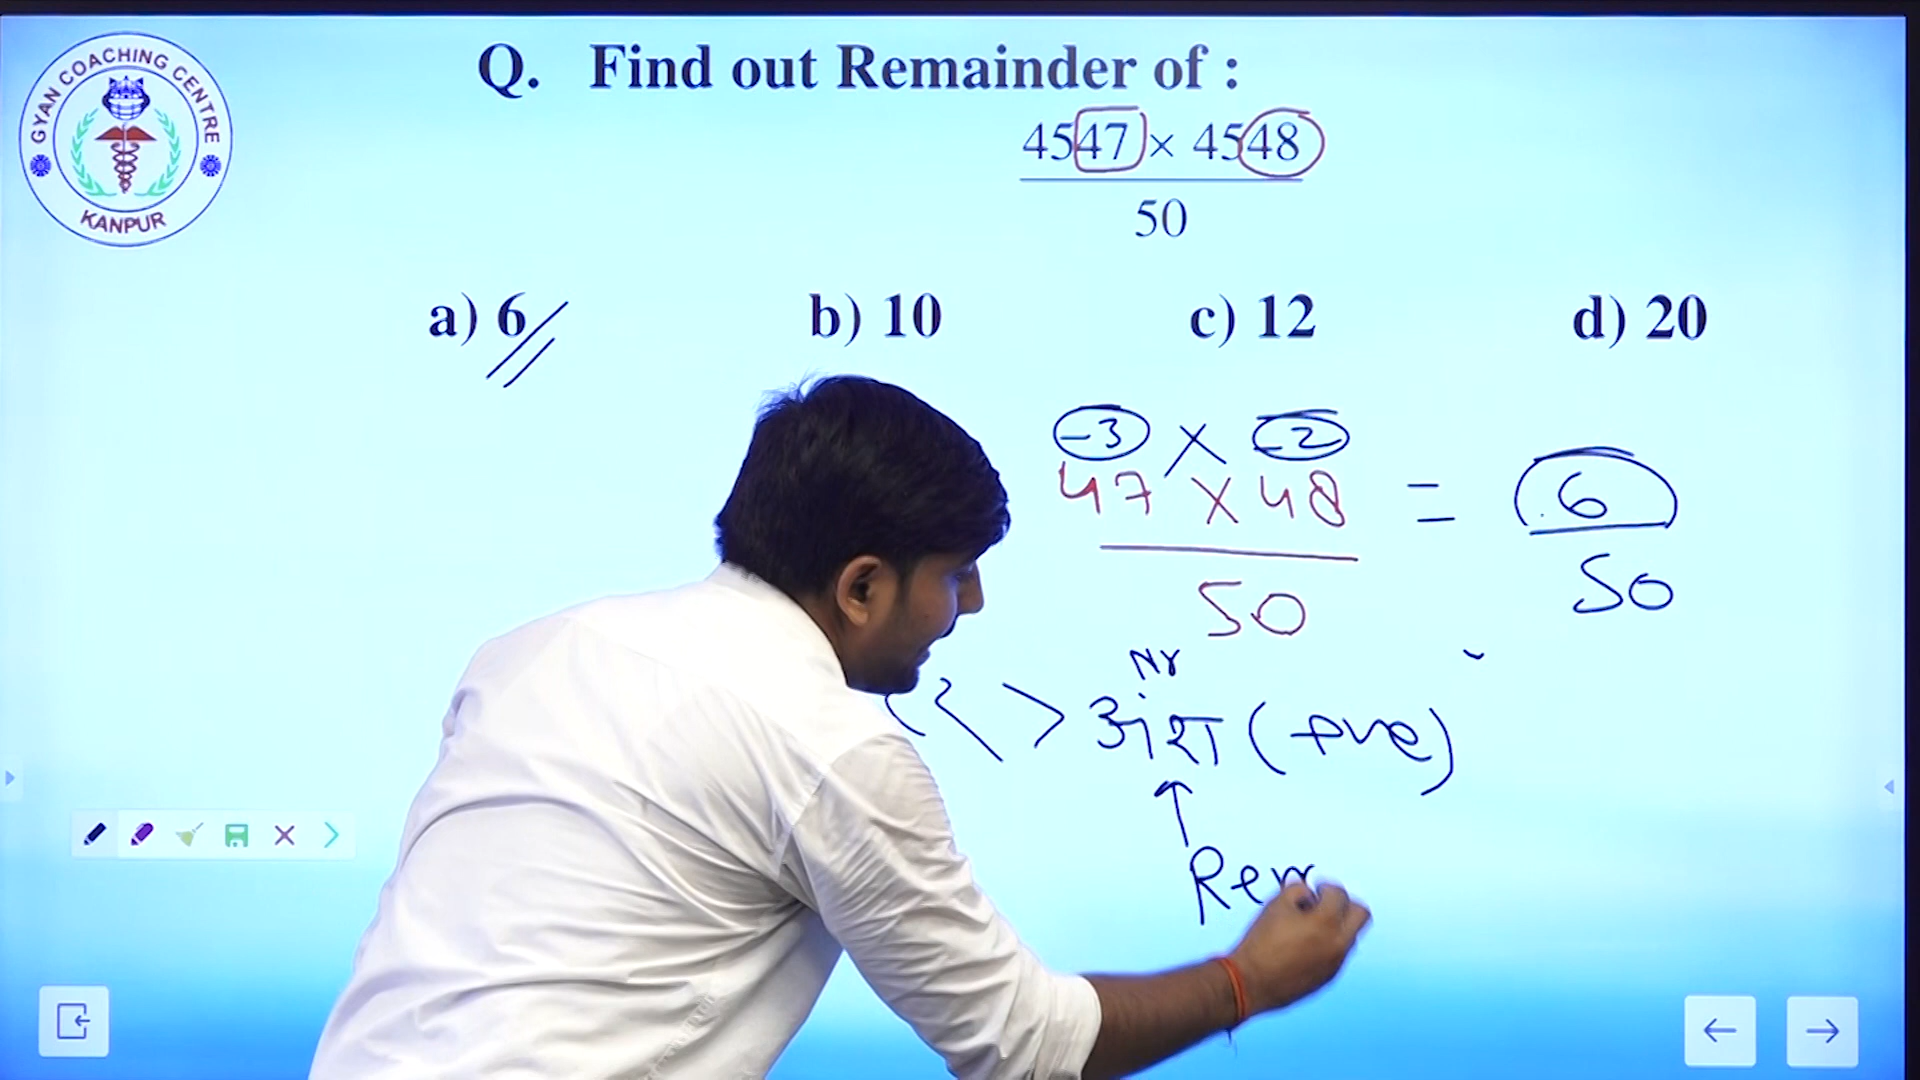 GYAN COACHING CENTRE
KANPUR
Q. Find out Remainder of :
4547 × 4548
50
a) 6
b) 10
c) 12
d) 20
-3 × -2
47 × 48 = 6
50 50
Nr
> अंश (+ve)
↑
Rem